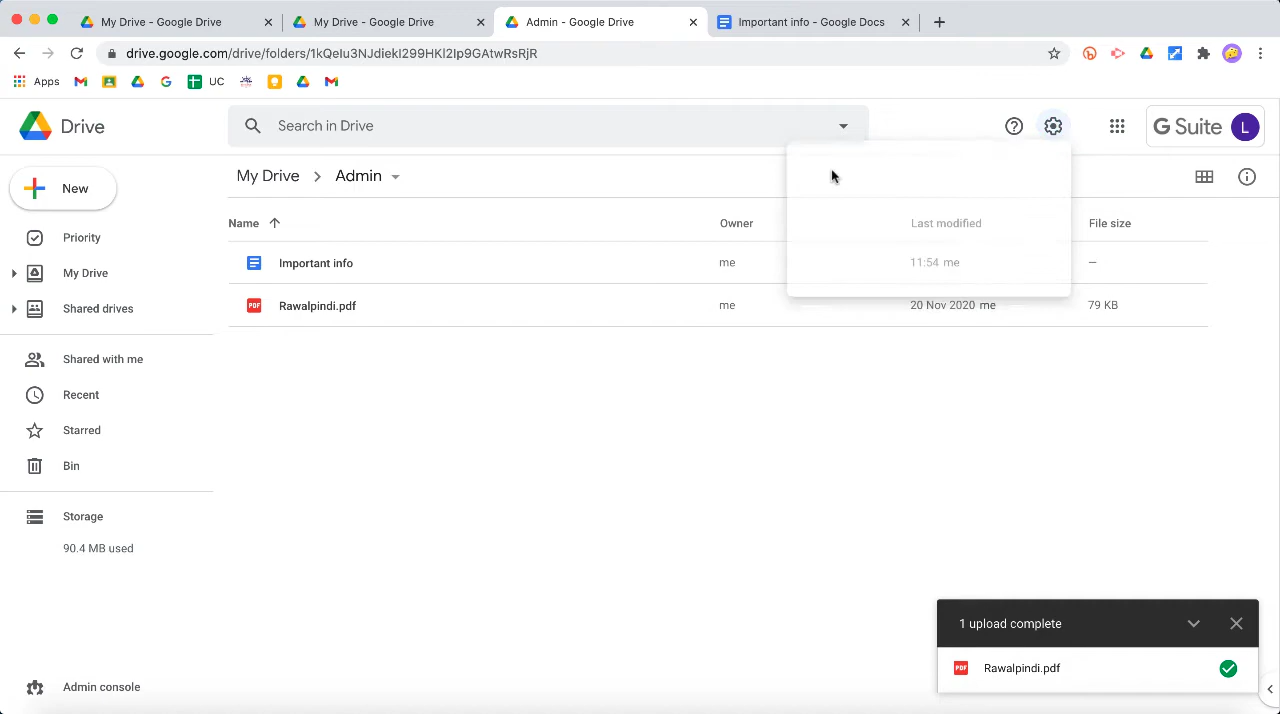 My Drive - Google Drive
My Drive - Google Drive
Admin - Google Drive
Important info - Google Docs
drive.google.com/drive/folders/1kQeIu3NJdiekI299HKl2Ip9GAtwRsRjR
Apps
UC
Drive
Search in Drive
G Suite
L
New
My Drive
Admin
Name
Owner
Last modified
File size
Priority
Important info
me
11:54 me
–
My Drive
Rawalpindi.pdf
me
20 Nov 2020 me
79 KB
Shared drives
Shared with me
Recent
Starred
Bin
Storage
90.4 MB used
1 upload complete
PDF
Rawalpindi.pdf
Admin console